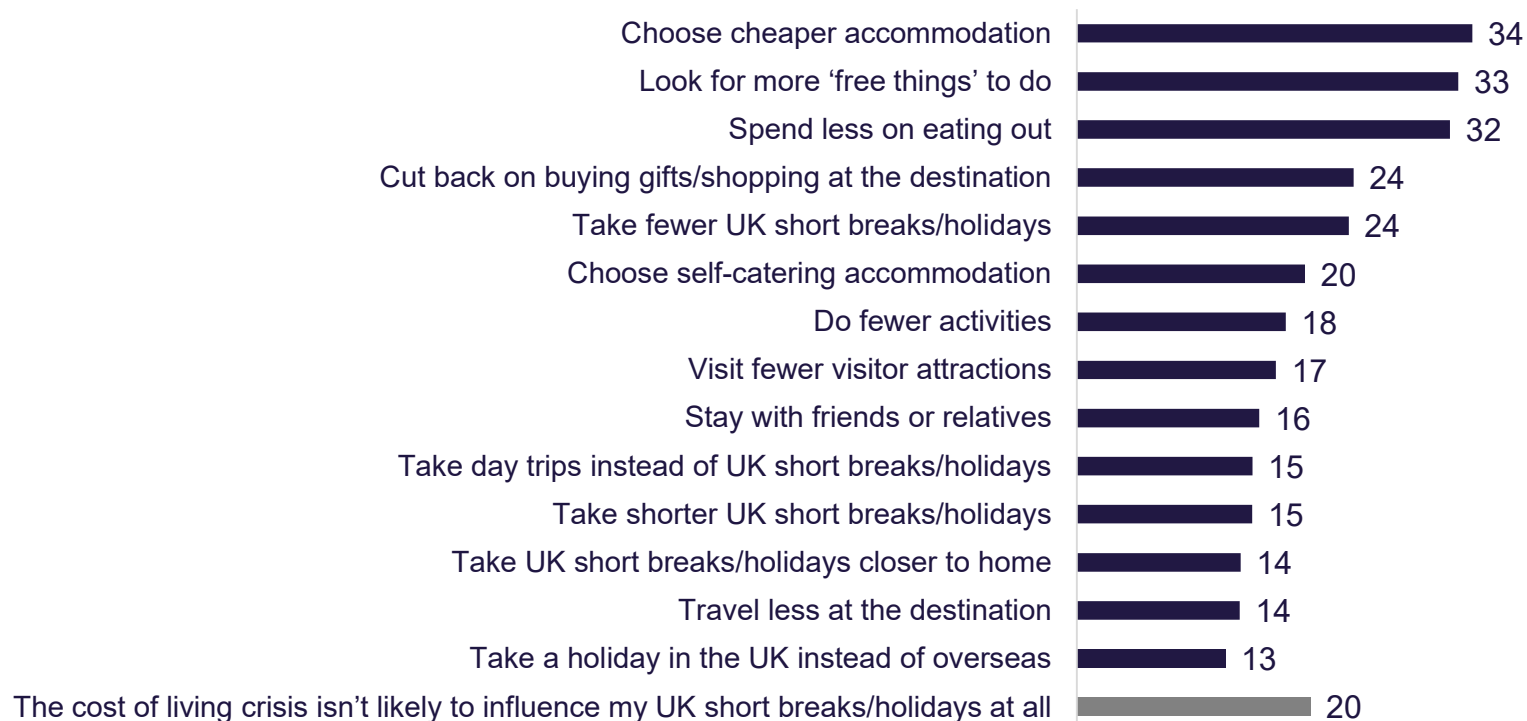 Choose cheaper accommodation 34
Look for more ‘free things’ to do 33
Spend less on eating out 32
Cut back on buying gifts/shopping at the destination 24
Take fewer UK short breaks/holidays 24
Choose self-catering accommodation 20
Do fewer activities 18
Visit fewer visitor attractions 17
Stay with friends or relatives 16
Take day trips instead of UK short breaks/holidays 15
Take shorter UK short breaks/holidays 15
Take UK short breaks/holidays closer to home 14
Travel less at the destination 14
Take a holiday in the UK instead of overseas 13
The cost of living crisis isn’t likely to influence my UK short breaks/holidays at all 20